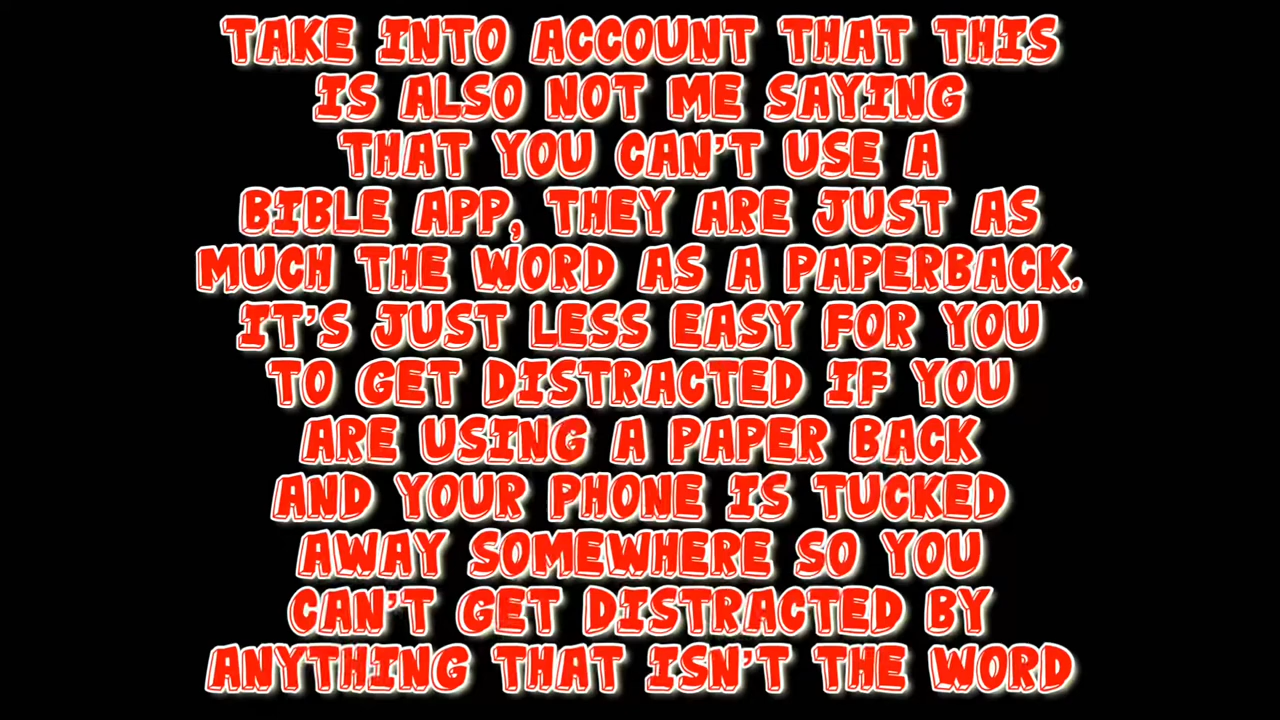 TAKE INTO ACCOUNT THAT THIS
IS ALSO NOT ME SAYING
THAT YOU CAN'T USE A
BIBLE APP, THEY ARE JUST AS
MUCH THE WORD AS A PAPERBACK.
IT'S JUST LESS EASY FOR YOU
TO GET DISTRACTED IF YOU
ARE USING A PAPER BACK
AND YOUR PHONE IS TUCKED
AWAY SOMEWHERE SO YOU
CAN'T GET DISTRACTED BY
ANYTHING THAT ISN'T THE WORD